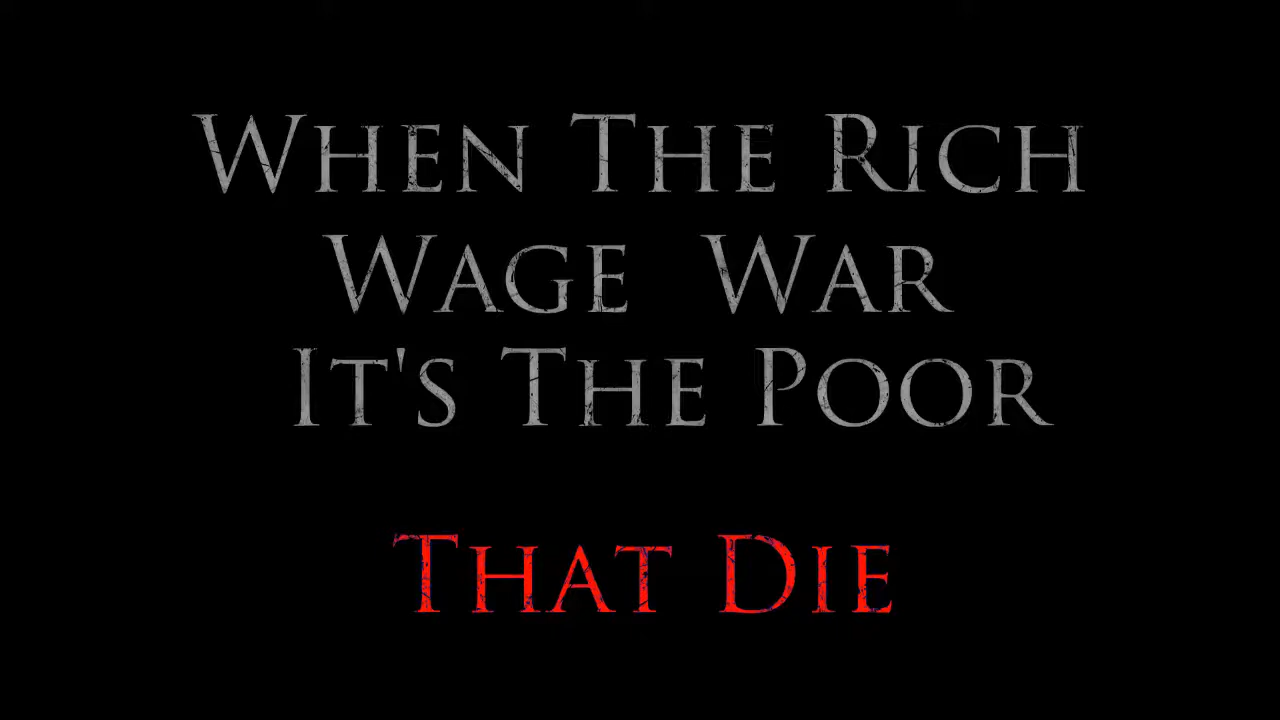 When The Rich
Wage War
It's The Poor
That Die